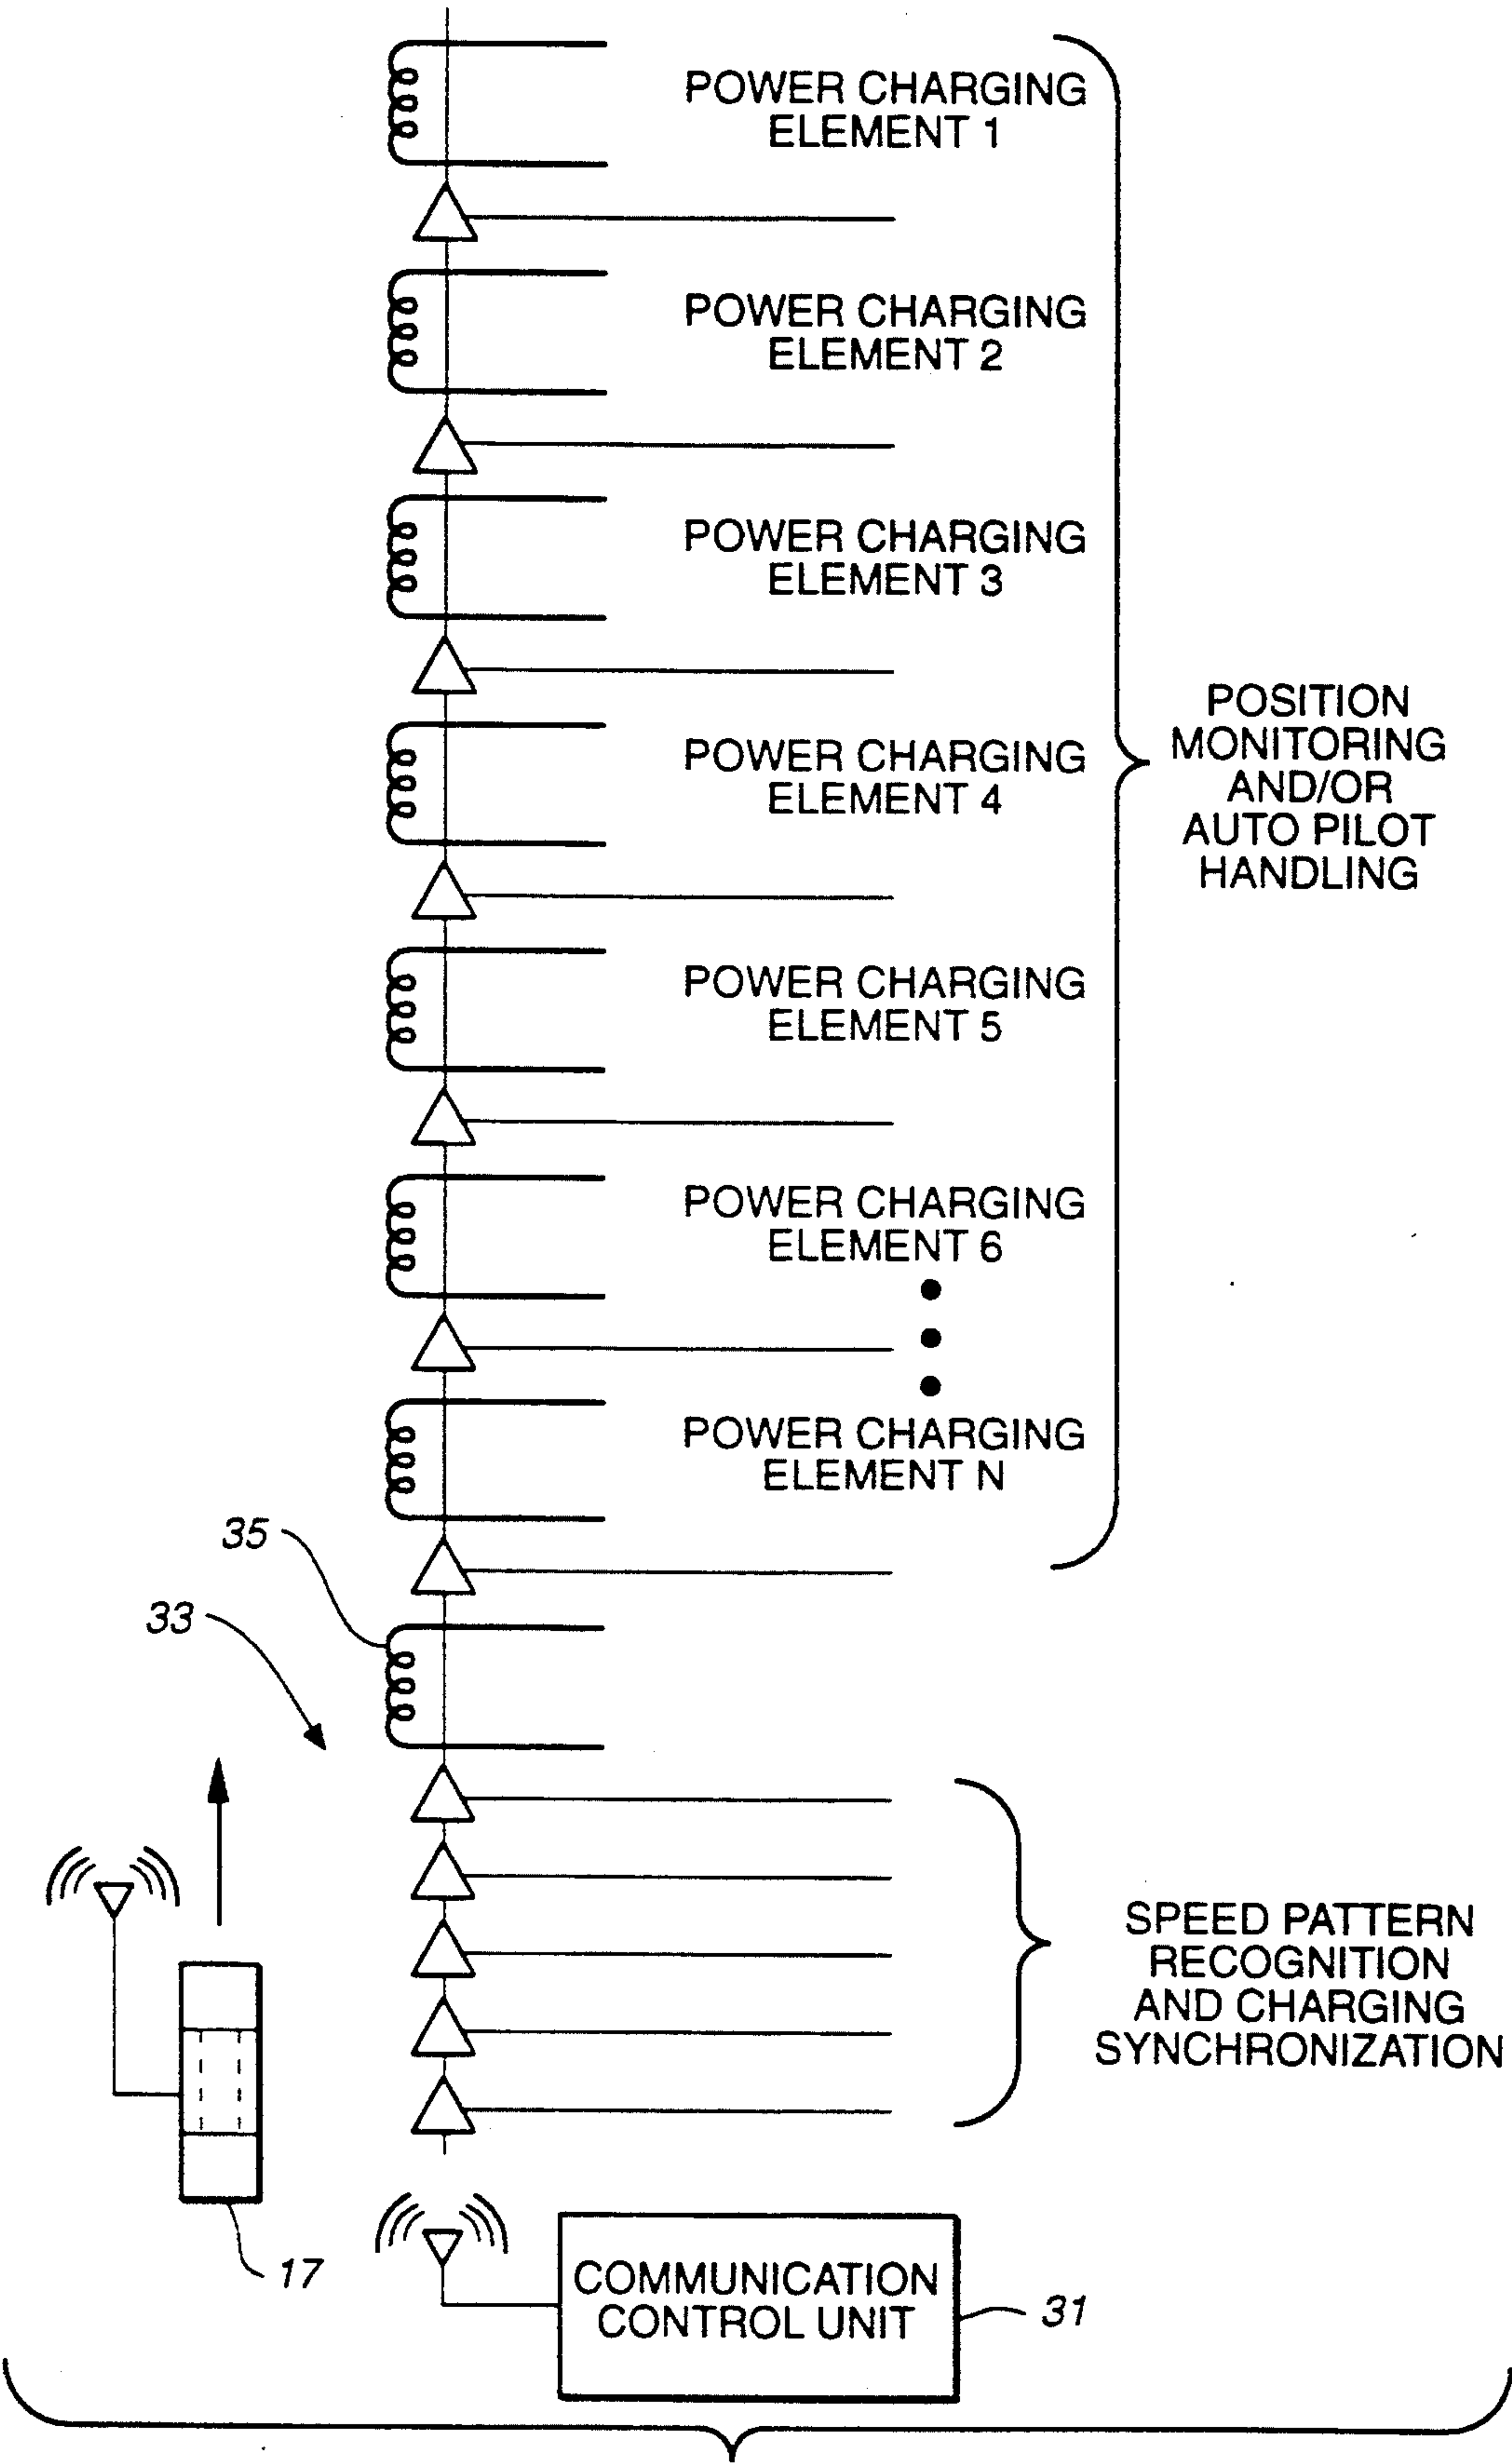 POWER CHARGING
ELEMENT 1
POWER CHARGING
ELEMENT 2
POWER CHARGING
ELEMENT 3
POWER CHARGING
ELEMENT 4
POWER CHARGING
ELEMENT 5
POWER CHARGING
ELEMENT 6
POWER CHARGING
ELEMENT N
POSITION
MONITORING
AND/OR
AUTO PILOT
HANDLING
35
33
SPEED PATTERN
RECOGNITION
AND CHARGING
SYNCHRONIZATION
17
COMMUNICATION
CONTROL UNIT
31